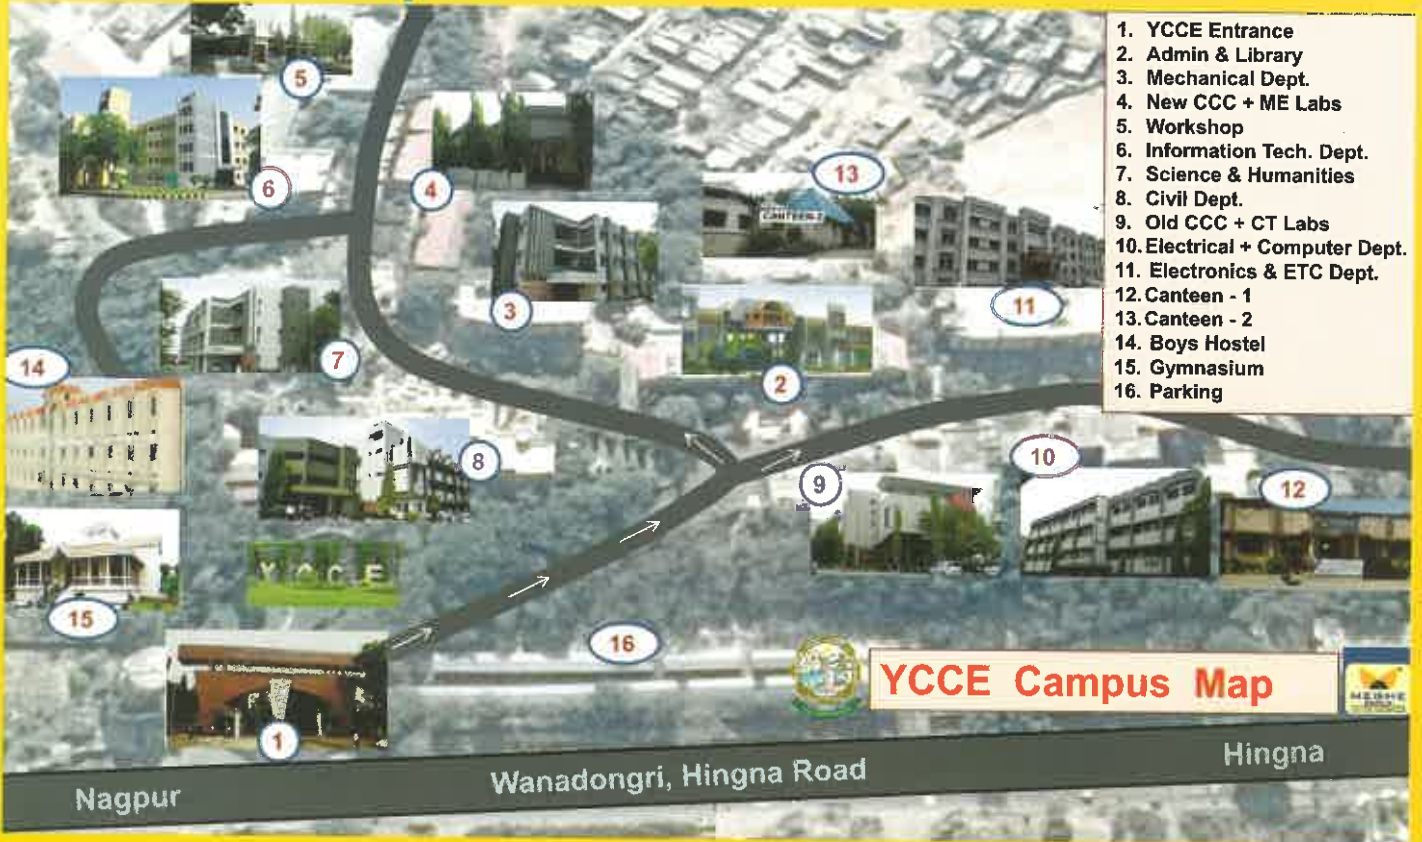 1. YCCE Entrance
2. Admin & Library
3. Mechanical Dept.
4. New CCC + ME Labs
5. Workshop
6. Information Tech. Dept.
7. Science & Humanities
8. Civil Dept.
9. Old CCC + CT Labs
10. Electrical + Computer Dept.
11. Electronics & ETC Dept.
12. Canteen - 1
13. Canteen - 2
14. Boys Hostel
15. Gymnasium
16. Parking
5
6
4
13
CANTEEN-2
3
11
7
14
2
8
10
9
12
YCCE
15
16
1
YCCE Campus Map
MEGHE
Wanadongri, Hingna Road
Hingna
Nagpur